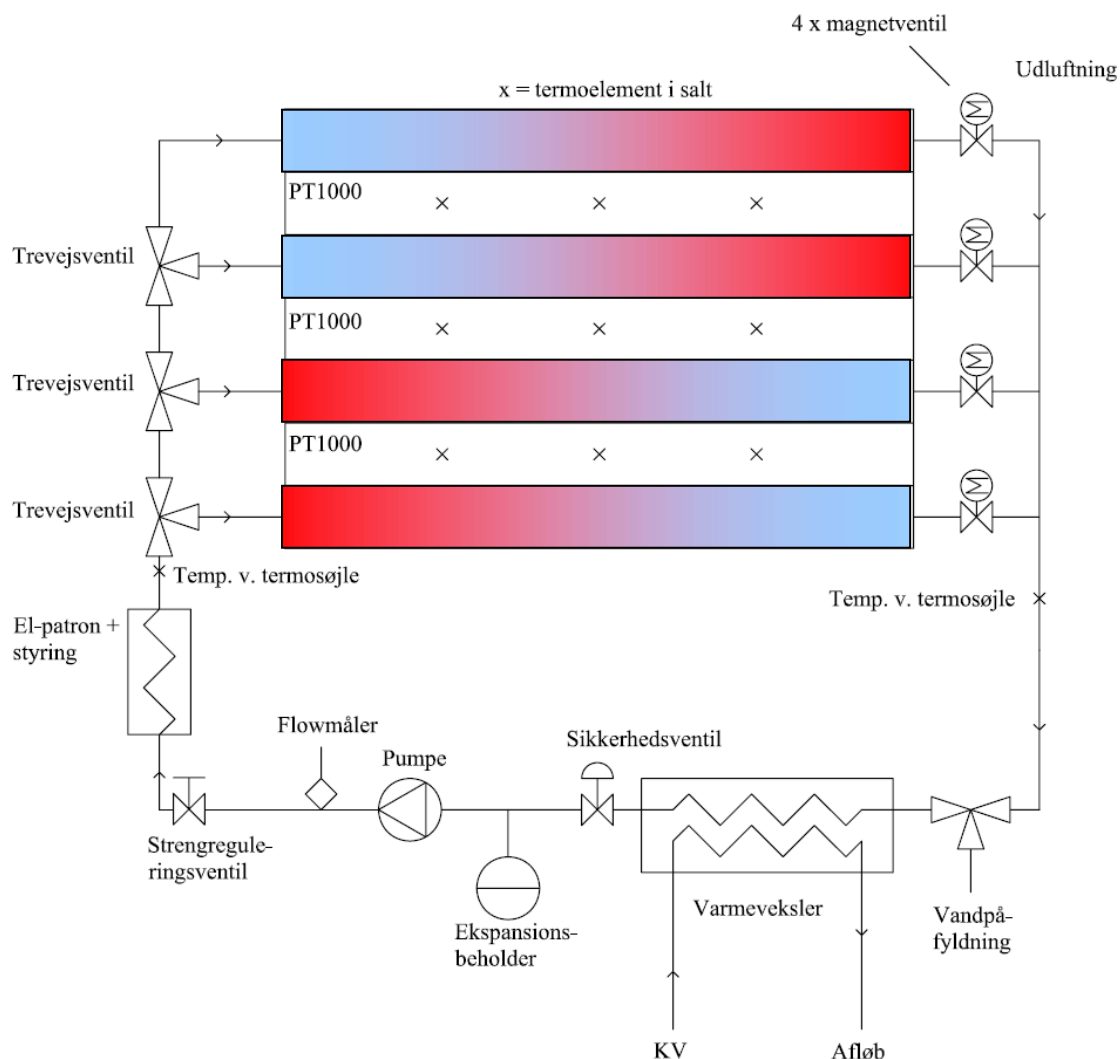 4 x magnetventil
Udluftning
x = termoelement i salt
M
PT1000
Trevejsventil
M
PT1000
Trevejsventil
M
PT1000
Trevejsventil
M
Temp. v. termosøjle
Temp. v. termosøjle
El-patron +
styring
Flowmåler
Pumpe
Sikkerhedsventil
Strengregule-
ringsventil
Ekspansions-
beholder
Varmeveksler
Vandpå-
fyldning
KV
Afløb